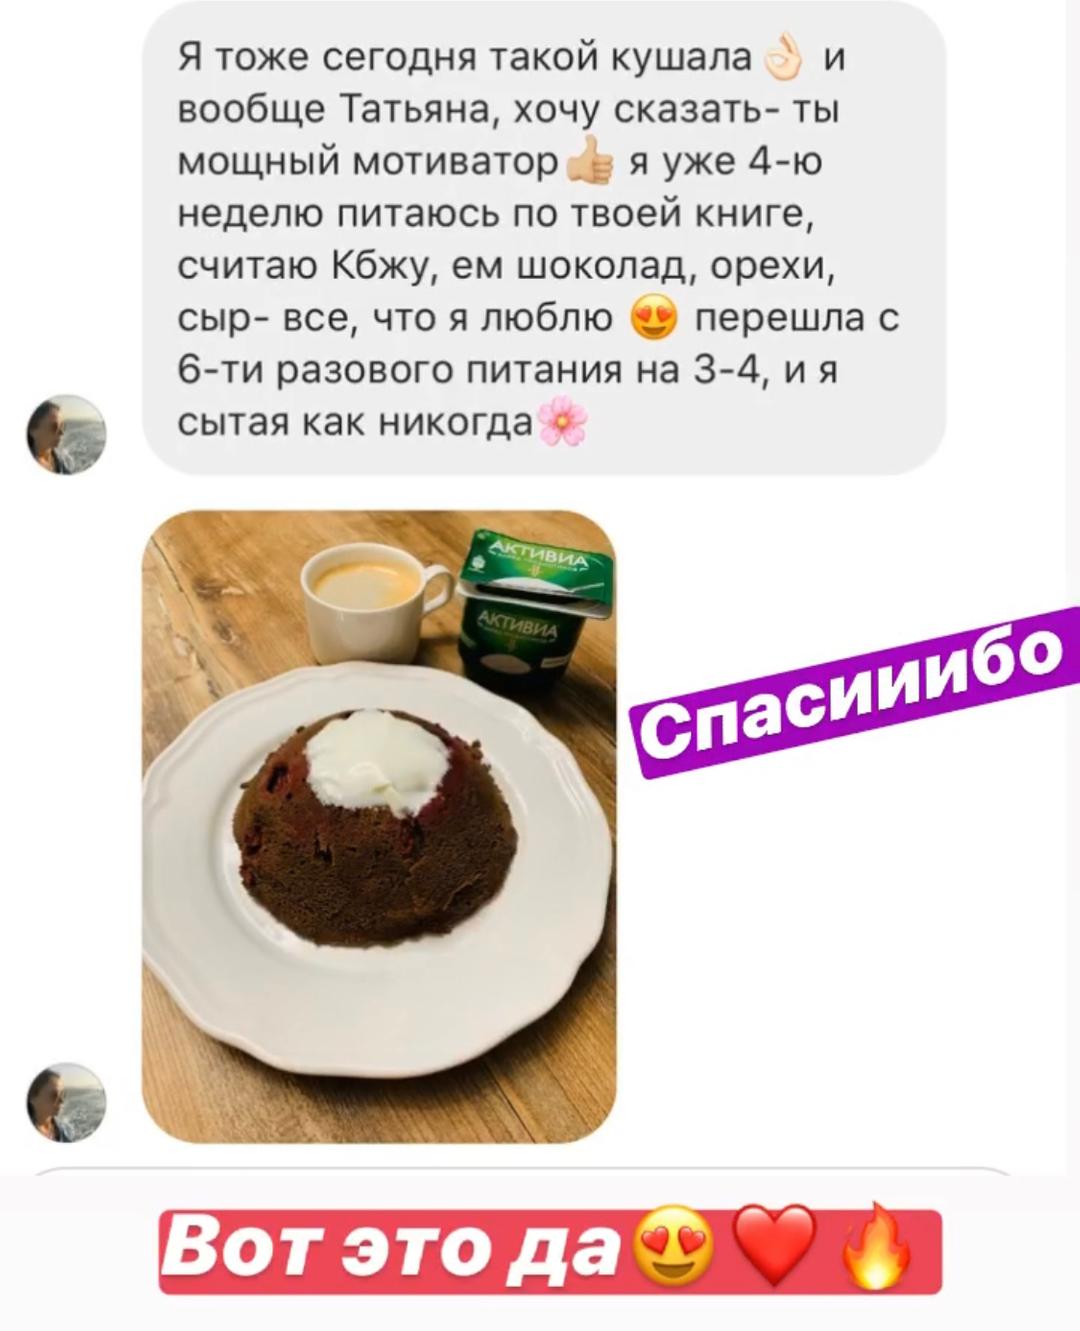 Я тоже сегодня такой кушала👌🏻 и
вообще Татьяна, хочу сказать- ты
мощный мотиватор👍🏼 я уже 4-ю
неделю питаюсь по твоей книге,
считаю Кбжу, ем шоколад, орехи,
сыр- все, что я люблю 😍 перешла с
6-ти разового питания на 3-4, и я
сытая как никогда🌸
АКТИВИА
АКТИВИА
Спасииибо
Вот это да😍❤️🔥